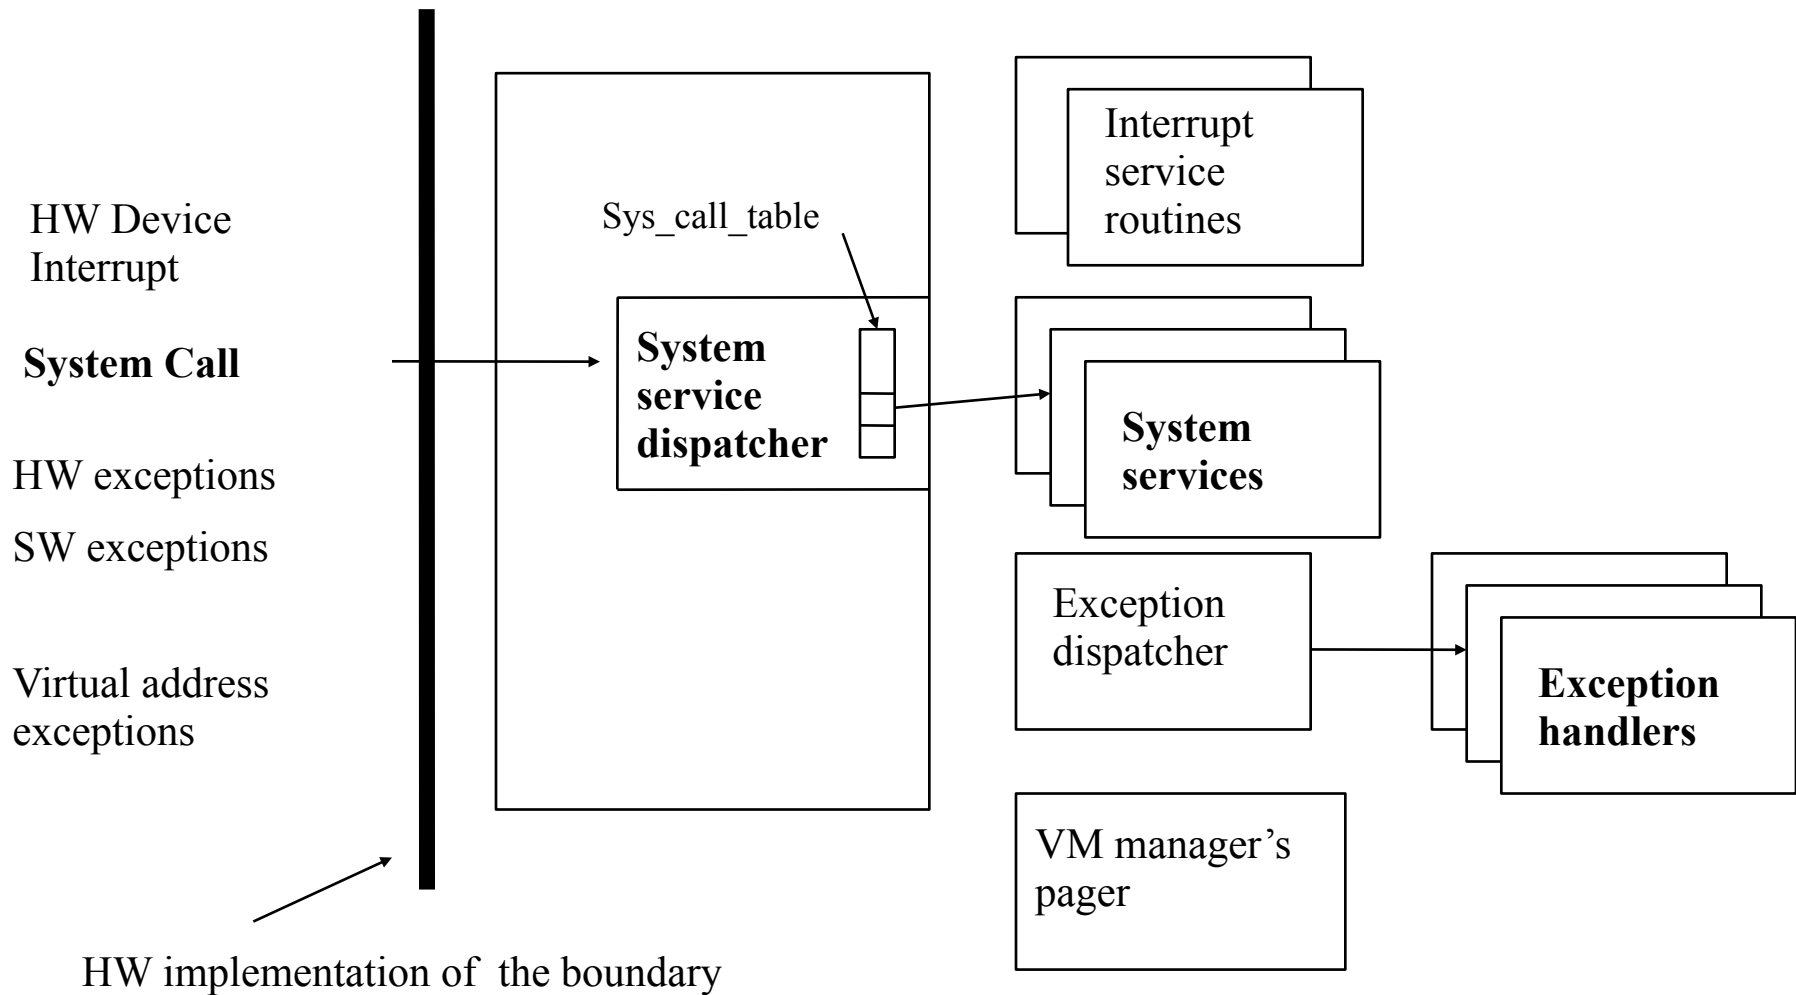 HW Device
Interrupt
System Call
HW exceptions
SW exceptions
Virtual address
exceptions
HW implementation of the boundary
Sys_call_table
System
service
dispatcher
Interrupt
service
routines
System
services
Exception
dispatcher
Exception
handlers
VM manager’s
pager